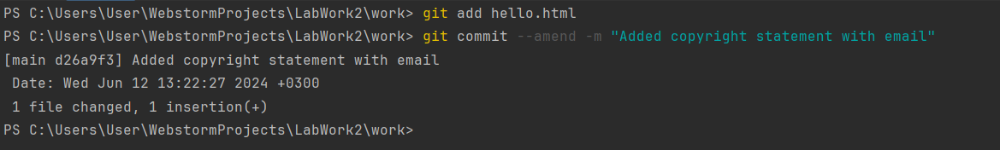 PS C:\Users\User\WebstormProjects\LabWork2\work> git add hello.html
PS C:\Users\User\WebstormProjects\LabWork2\work> git commit --amend -m "Added copyright statement with email"
[main d26a9f3] Added copyright statement with email
 Date: Wed Jun 12 13:22:27 2024 +0300
 1 file changed, 1 insertion(+)
PS C:\Users\User\WebstormProjects\LabWork2\work>